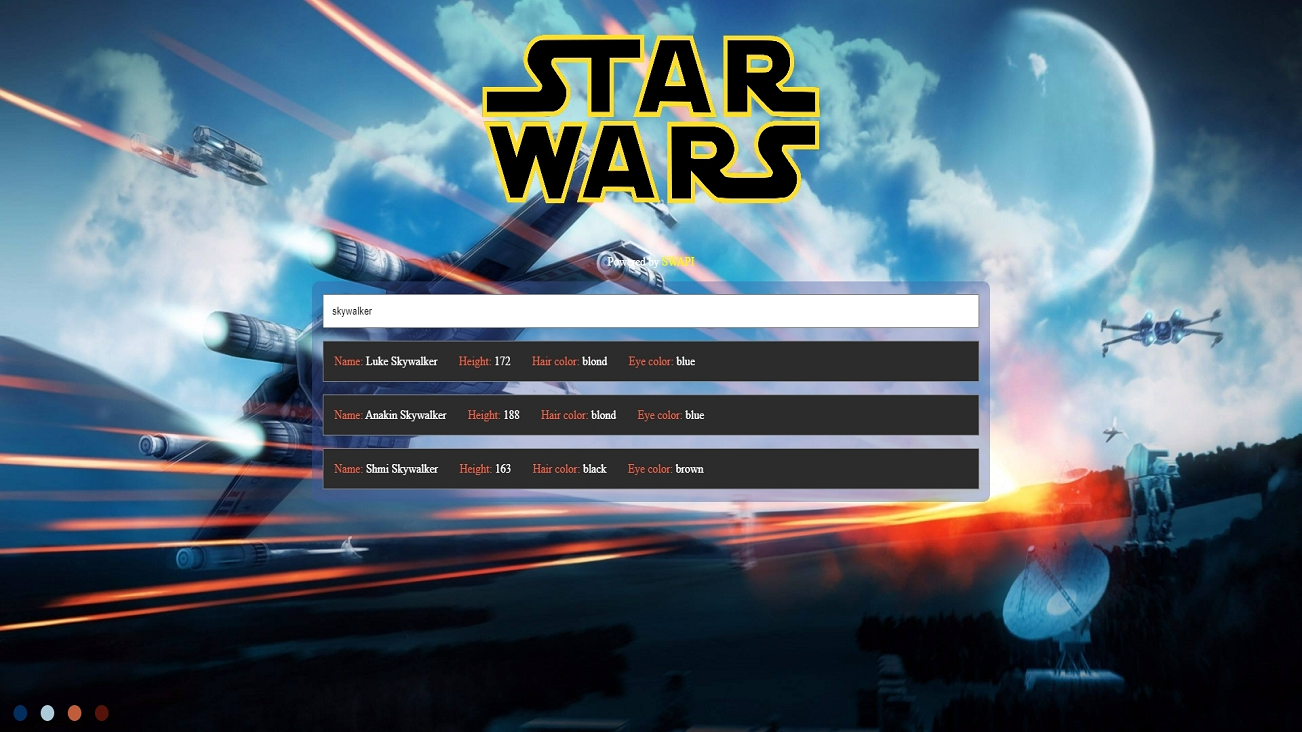 STAR
WARS
Powered by SWAPI
skywalker
Name: Luke Skywalker Height: 172 Hair color: blond Eye color: blue
Name: Anakin Skywalker Height: 188 Hair color: blond Eye color: blue
Name: Shmi Skywalker Height: 163 Hair color: black Eye color: brown